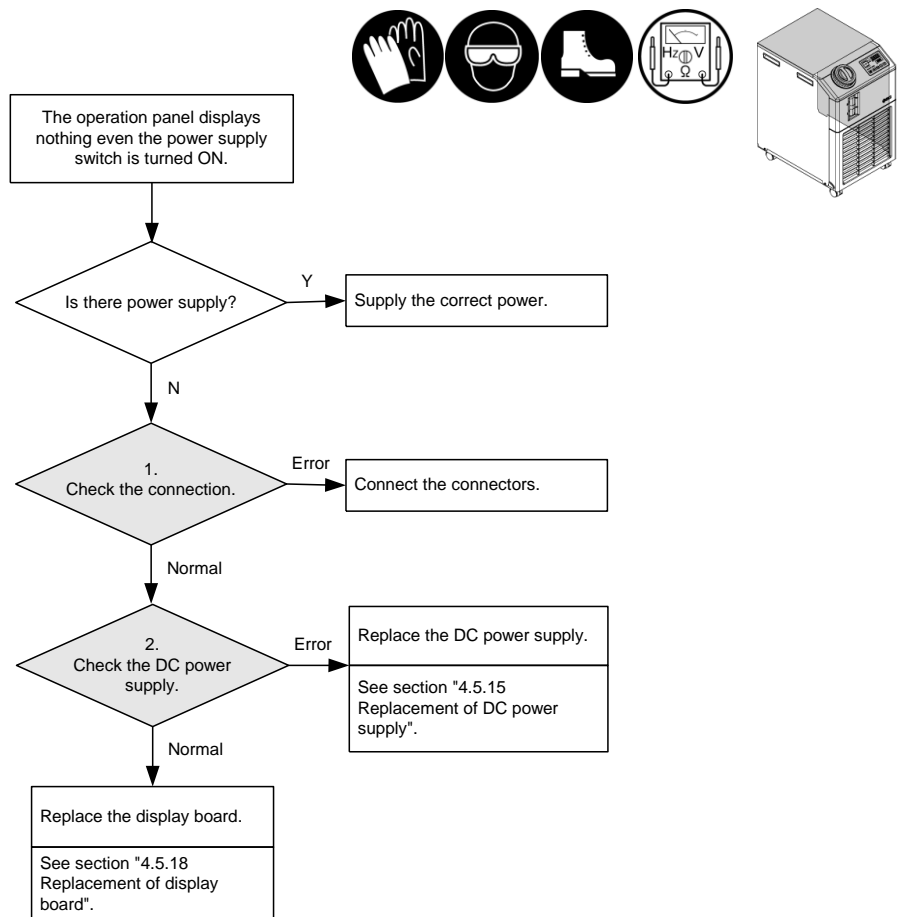 Hz V
Ω
The operation panel displays
nothing even the power supply
switch is turned ON.
Is there power supply?
Y
Supply the correct power.
N
1.
Check the connection.
Error
Connect the connectors.
Normal
2.
Check the DC power
supply.
Error
Replace the DC power supply.
See section "4.5.15
Replacement of DC power
supply".
Normal
Replace the display board.
See section "4.5.18
Replacement of display
board".